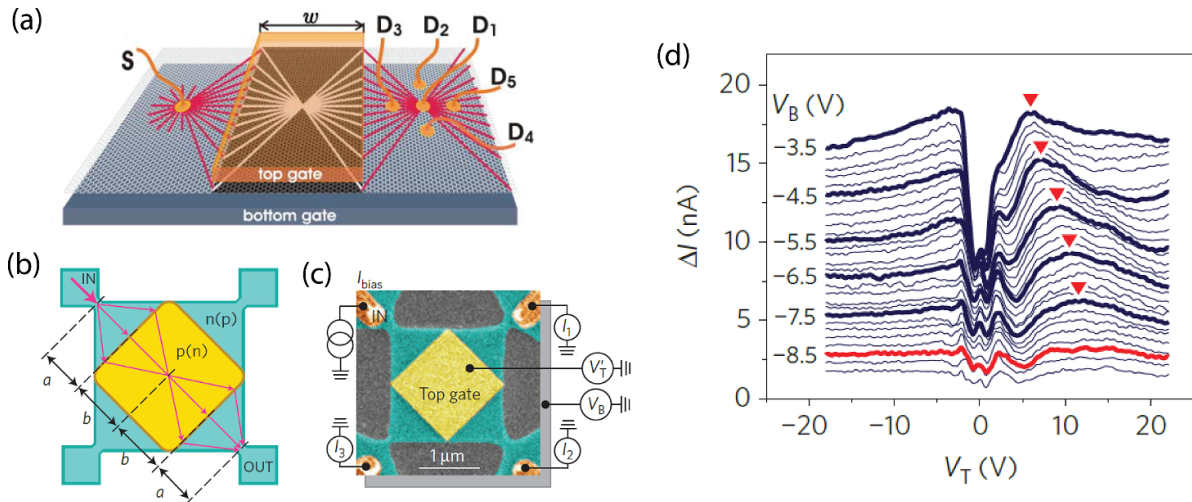 (a)
w
S
D3
D2
D1
D5
D4
top gate
bottom gate
(b)
IN
n(p)
p(n)
a
b
b
a
OUT
(c)
Ibias
IN
I1
V′T
Top gate
VB
I3
1 μm
I2
(d)
20
VB (V)
−3.5
15
−4.5
10
−5.5
−6.5
5
−7.5
−8.5
0
ΔI (nA)
−20 −10 0 10 20
VT (V)